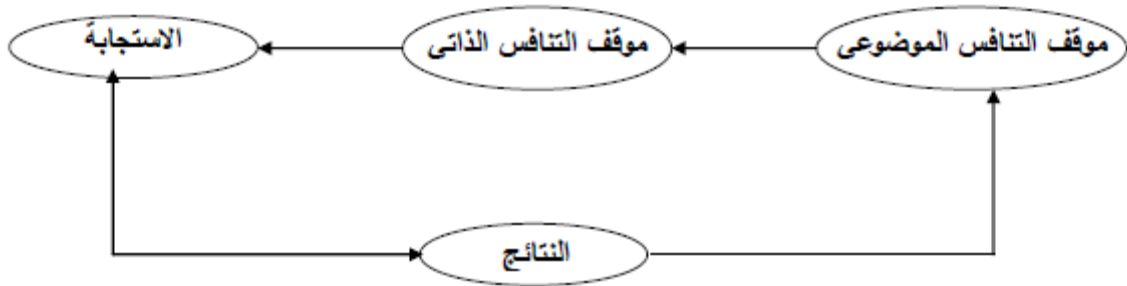 موقف التنافس الموضوعى
موقف التنافس الذاتى
الاستجابة
النتائج